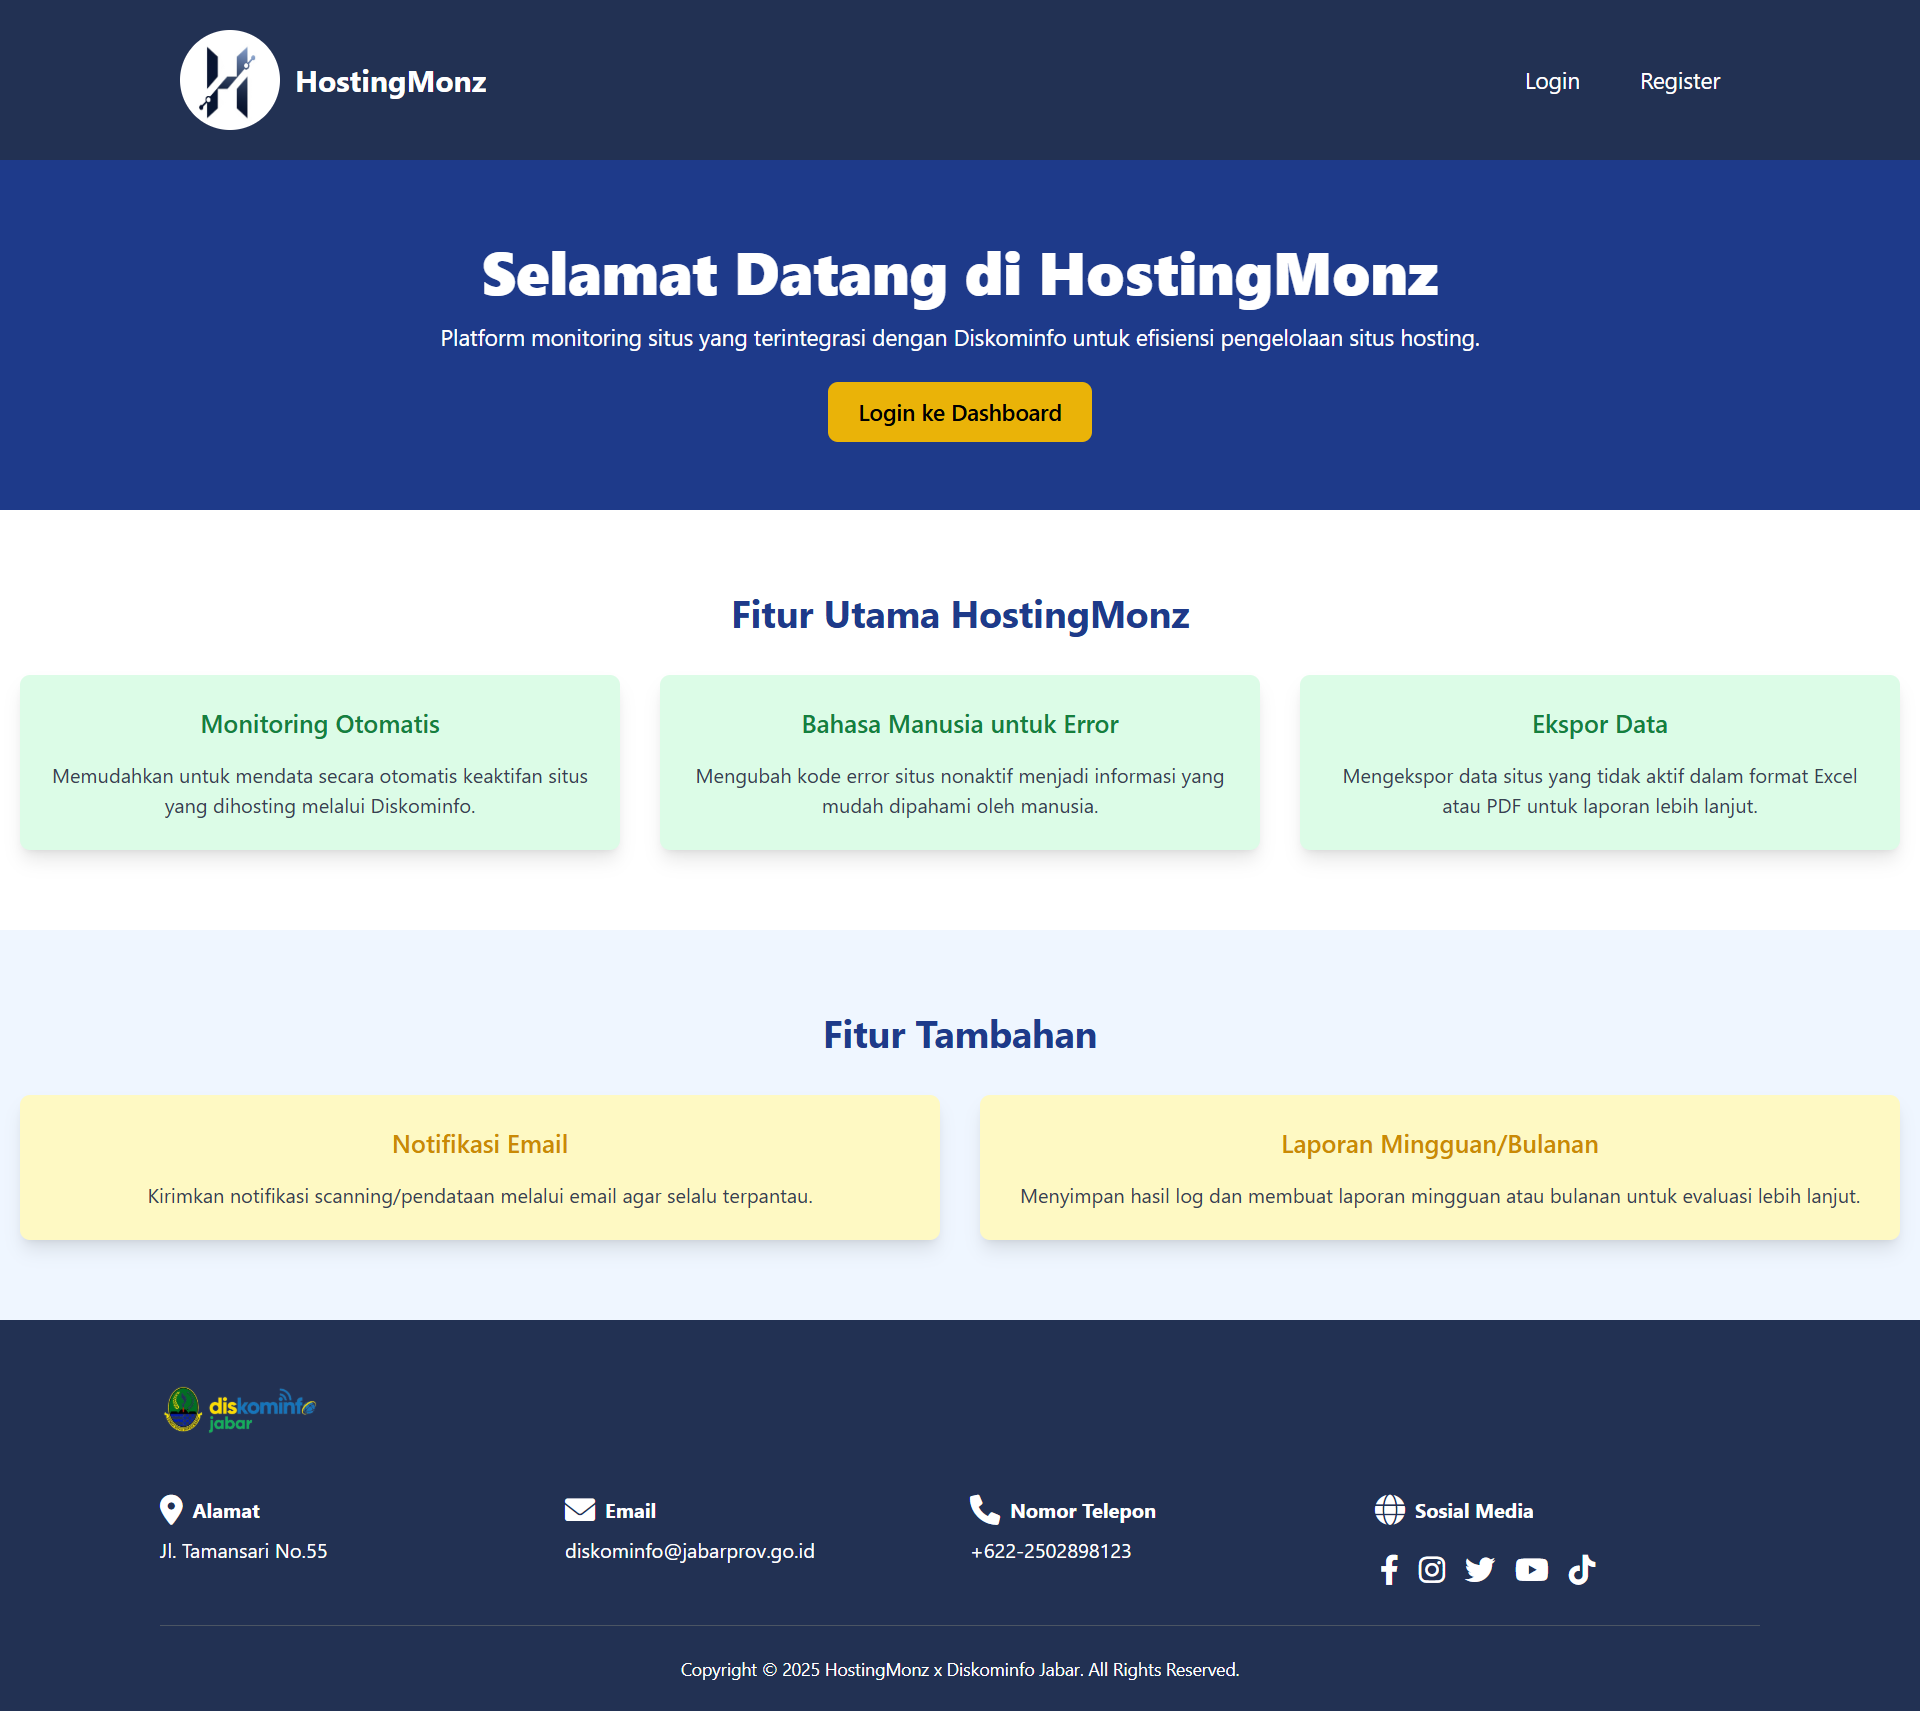 HostingMonz
Login
Register
Selamat Datang di HostingMonz
Platform monitoring situs yang terintegrasi dengan Diskominfo untuk efisiensi pengelolaan situs hosting.
Login ke Dashboard
Fitur Utama HostingMonz
Monitoring Otomatis
Memudahkan untuk mendata secara otomatis keaktifan situs
yang dihosting melalui Diskominfo.
Bahasa Manusia untuk Error
Mengubah kode error situs nonaktif menjadi informasi yang
mudah dipahami oleh manusia.
Ekspor Data
Mengekspor data situs yang tidak aktif dalam format Excel
atau PDF untuk laporan lebih lanjut.
Fitur Tambahan
Notifikasi Email
Kirimkan notifikasi scanning/pendataan melalui email agar selalu terpantau.
Laporan Mingguan/Bulanan
Menyimpan hasil log dan membuat laporan mingguan atau bulanan untuk evaluasi lebih lanjut.
diskominfo
jabar
Alamat
Jl. Tamansari No.55
Email
diskominfo@jabarprov.go.id
Nomor Telepon
+622-2502898123
Sosial Media
Copyright © 2025 HostingMonz x Diskominfo Jabar. All Rights Reserved.